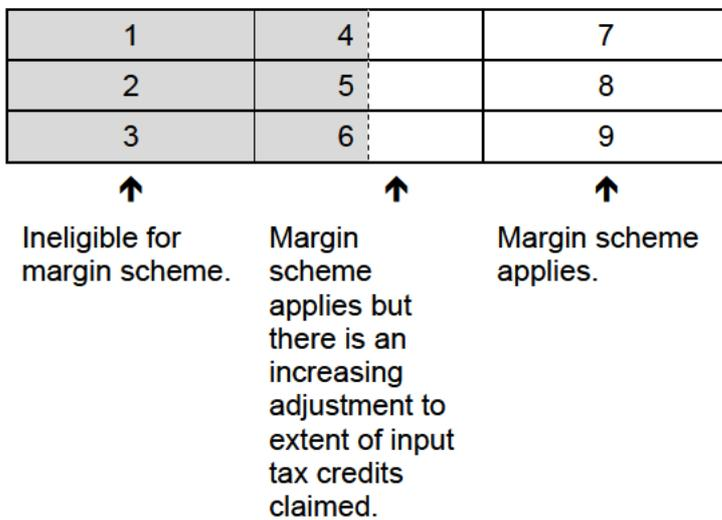 1 4 7
2 5 8
3 6 9
Ineligible for
margin scheme.
Margin
scheme
applies but
there is an
increasing
adjustment to
extent of input
tax credits
claimed.
Margin scheme
applies.